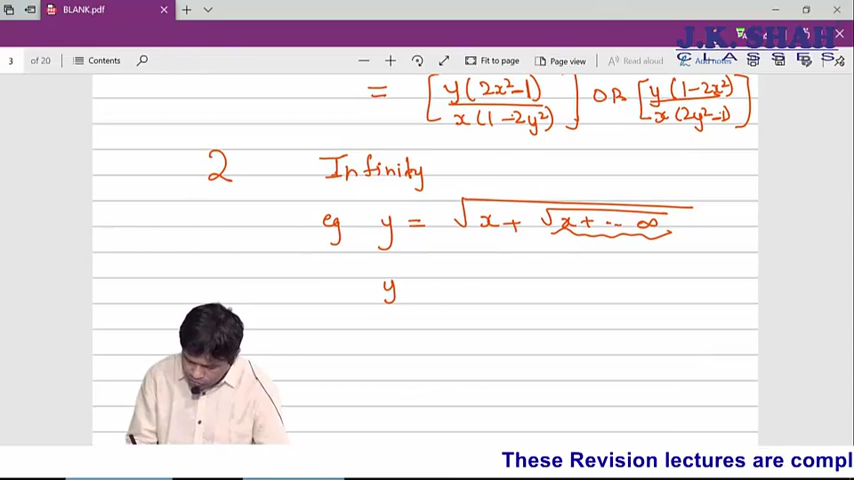 BLANK.pdf
J.K. SHAH
CLASSES
3 of 20
Contents
Fit to page
Page view
Read aloud
Add notes
= [y(2x²-1) / x(1-2y²)] OR [y(1-2x²) / x(2y²-1)]
2 Infinity
eg y = √(x + √(x + ... ∞))
y
These Revision lectures are compl